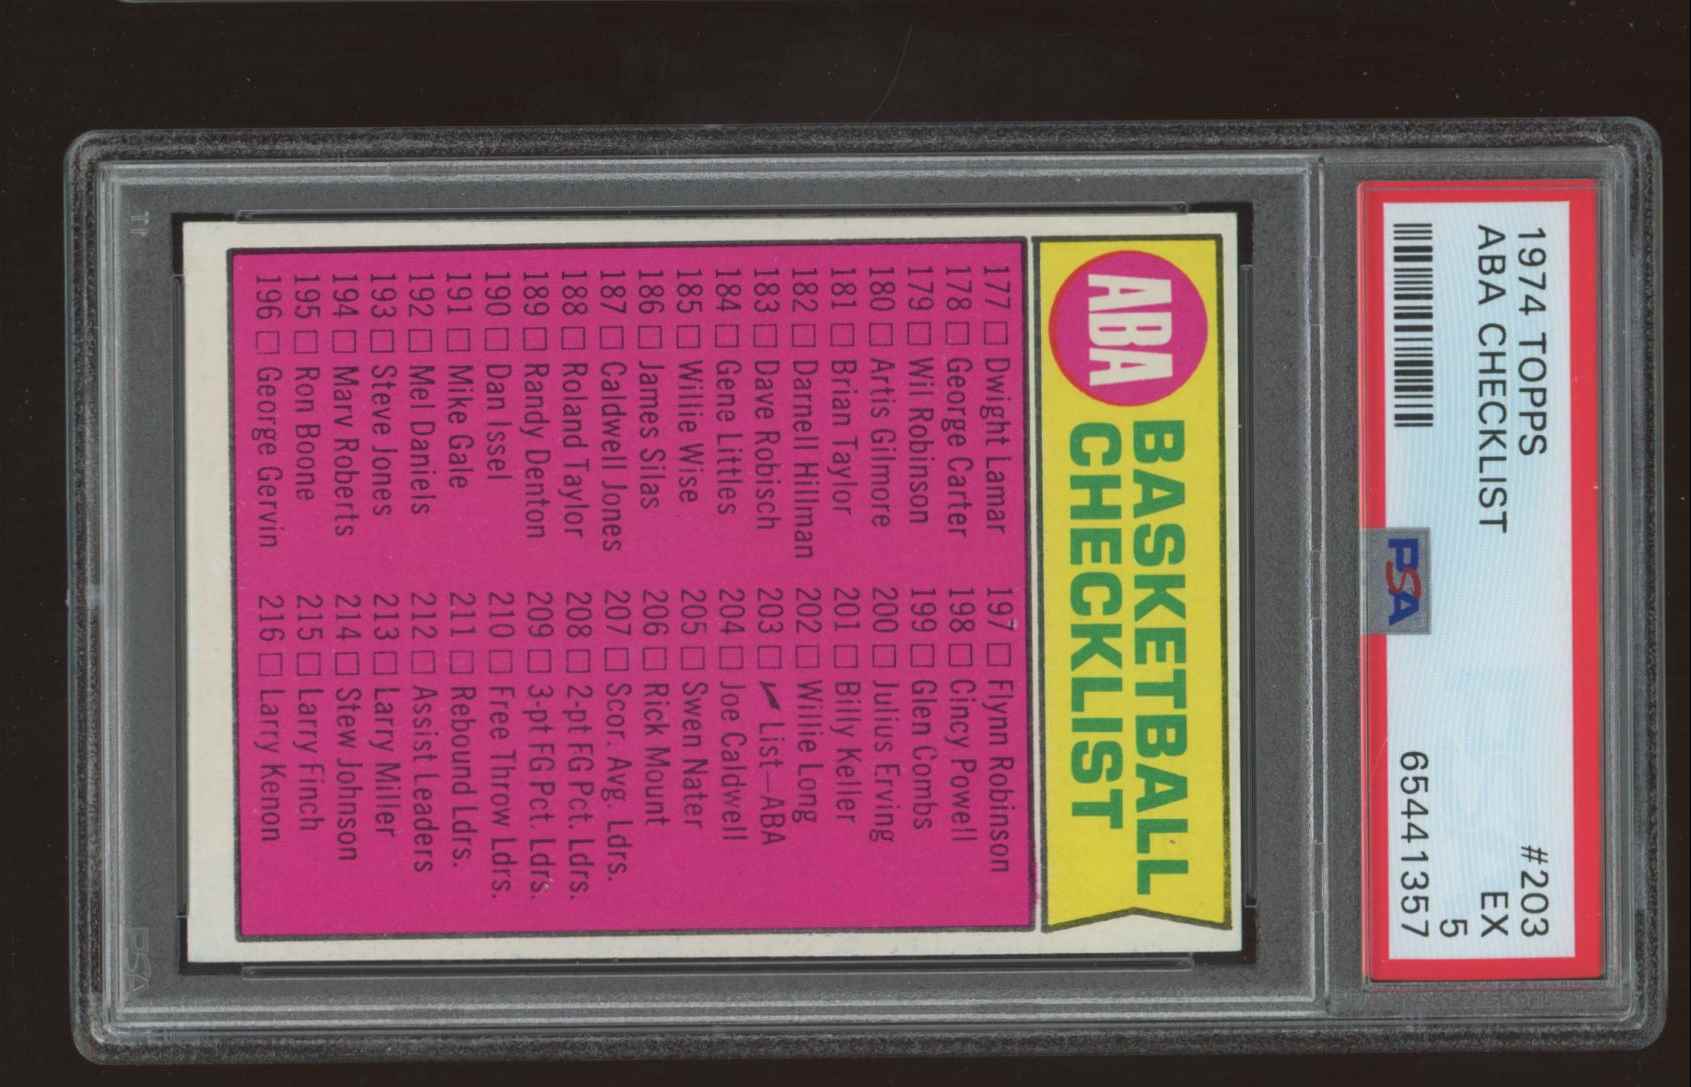 1974 TOPPS #203
ABA CHECKLIST EX
5
PSA
65441357
ABA
BASKETBALL
CHECKLIST
177 Dwight Lamar
178 George Carter
179 Wil Robinson
180 Artis Gilmore
181 Brian Taylor
182 Darnell Hillman
183 Dave Robisch
184 Gene Littles
185 Willie Wise
186 James Silas
187 Caldwell Jones
188 Roland Taylor
189 Randy Denton
190 Dan Issel
191 Mike Gale
192 Mel Daniels
193 Steve Jones
194 Marv Roberts
195 Ron Boone
196 George Gervin
197 Flynn Robinson
198 Cincy Powell
199 Glen Combs
200 Julius Erving
201 Billy Keller
202 Willie Long
203 ✓ List—ABA
204 Joe Caldwell
205 Swen Nater
206 Rick Mount
207 Scor. Avg. Ldrs.
208 2-pt FG Pct. Ldrs.
209 3-pt FG Pct. Ldrs.
210 Free Throw Ldrs.
211 Rebound Ldrs.
212 Assist Leaders
213 Larry Miller
214 Stew Johnson
215 Larry Finch
216 Larry Kenon
PSA